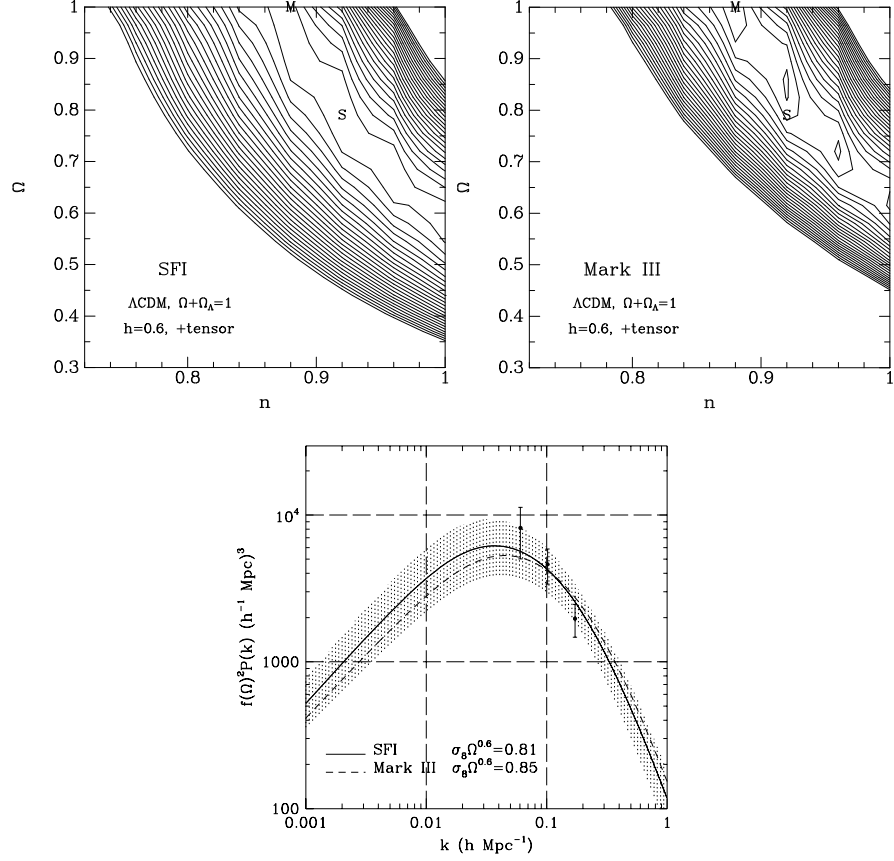 1
0.9
0.8
0.7
0.6
0.5
0.4
0.3
Ω
M
S
SFI
ΛCDM, Ω+Ω_Λ=1
h=0.6, +tensor
0.8
0.9
1
n
1
0.9
0.8
0.7
0.6
0.5
0.4
0.3
Ω
M
S
Mark III
ΛCDM, Ω+Ω_Λ=1
h=0.6, +tensor
0.8
0.9
1
n
10⁴
1000
100
f(Ω)²P(k) (h⁻¹ Mpc)³
SFI σ₈Ω^0.6=0.81
Mark III σ₈Ω^0.6=0.85
0.001
0.01
0.1
1
k (h Mpc⁻¹)